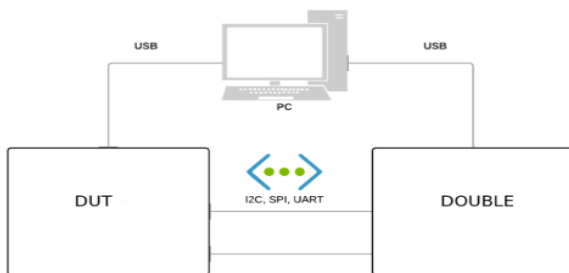 USB
USB
PC
I2C, SPI, UART
DUT
DOUBLE